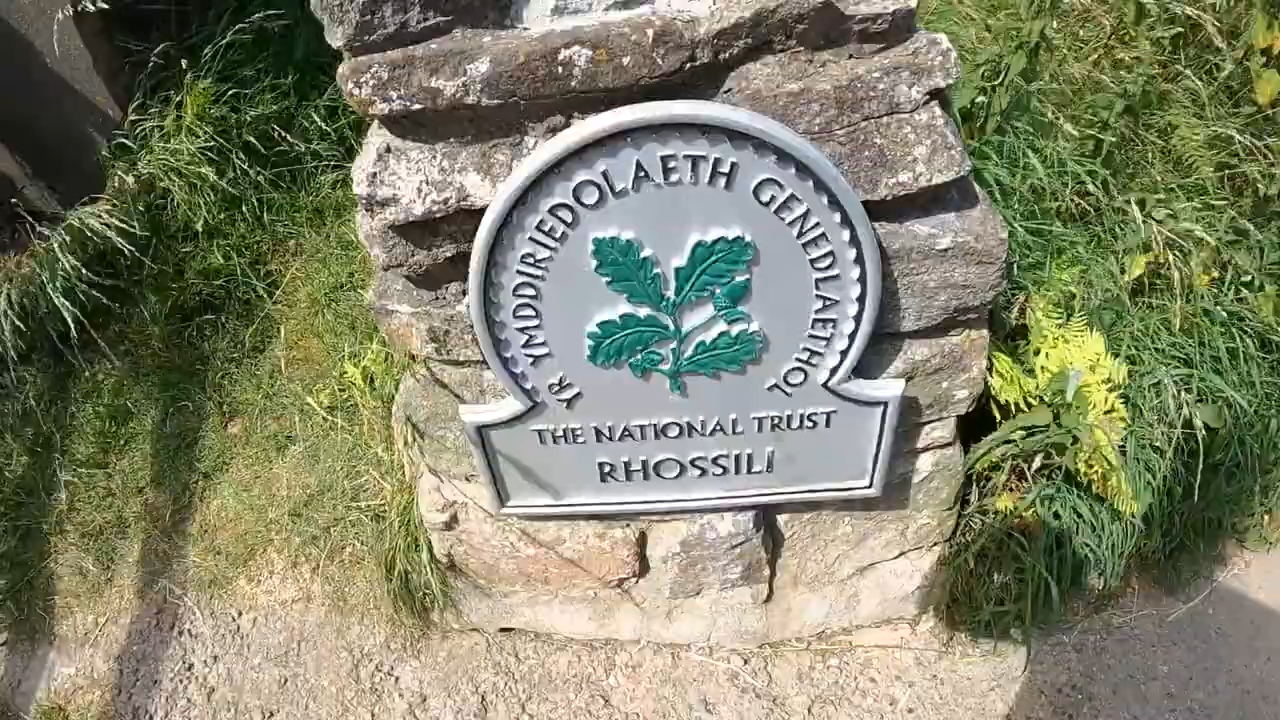 YR YMDDIRIEDOLAETH GENEDLAETHOL
THE NATIONAL TRUST
RHOSSILI